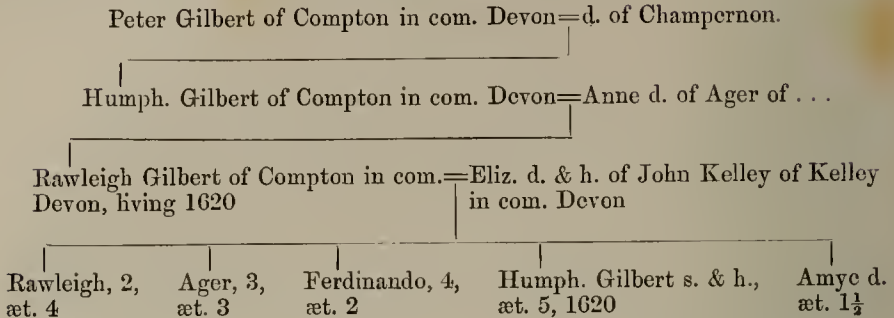 Peter Gilbert of Compton in com. Devon=d. of Champernon.
Humph. Gilbert of Compton in com. Devon=Anne d. of Ager of . . .
Rawleigh Gilbert of Compton in com.=Eliz. d. & h. of John Kelley of Kelley
Devon, living 1620 in com. Devon
Rawleigh, 2, Ager, 3, Ferdinando, 4, Humph. Gilbert s. & h., Amye d.
æt. 4 æt. 3 æt. 2 æt. 5, 1620 æt. 1½